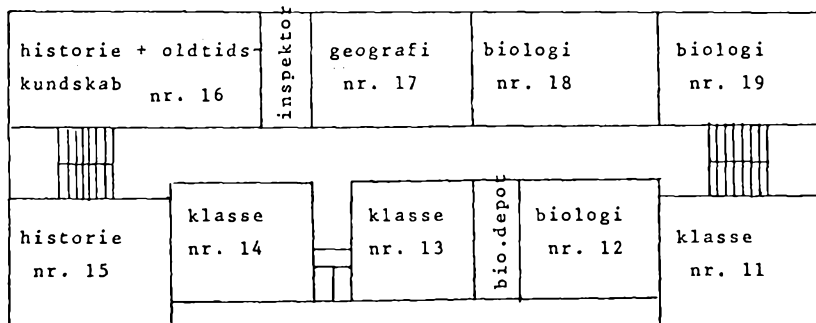 historie + oldtids-
kundskab
nr. 16
inspektor
geografi
nr. 17
biologi
nr. 18
biologi
nr. 19
historie
nr. 15
klasse
nr. 14
klasse
nr. 13
bio.depot
biologi
nr. 12
klasse
nr. 11